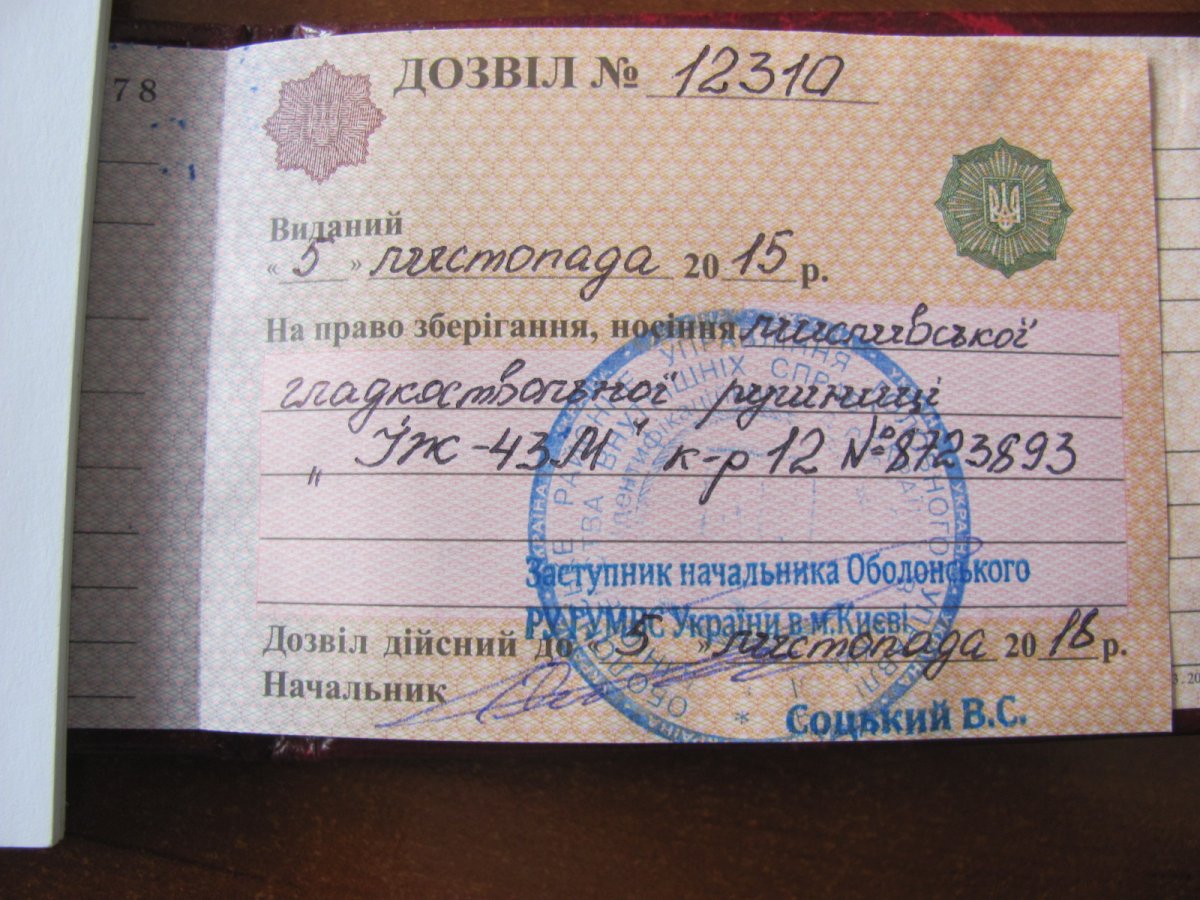 78
ДОЗВІЛ № 12310
Виданий
« 5 » листопада 2015 р.
На право зберігання, носіння мисливської
гладкоствольної рушниці
„ ІЖ-43М" к-р 12 №8723893
Заступник начальника Оболонського
РУ ГУМВС України в м.Києві
Дозвіл дійсний до « 5 » листопада 2018 р.
Начальник
Соцький В.С.